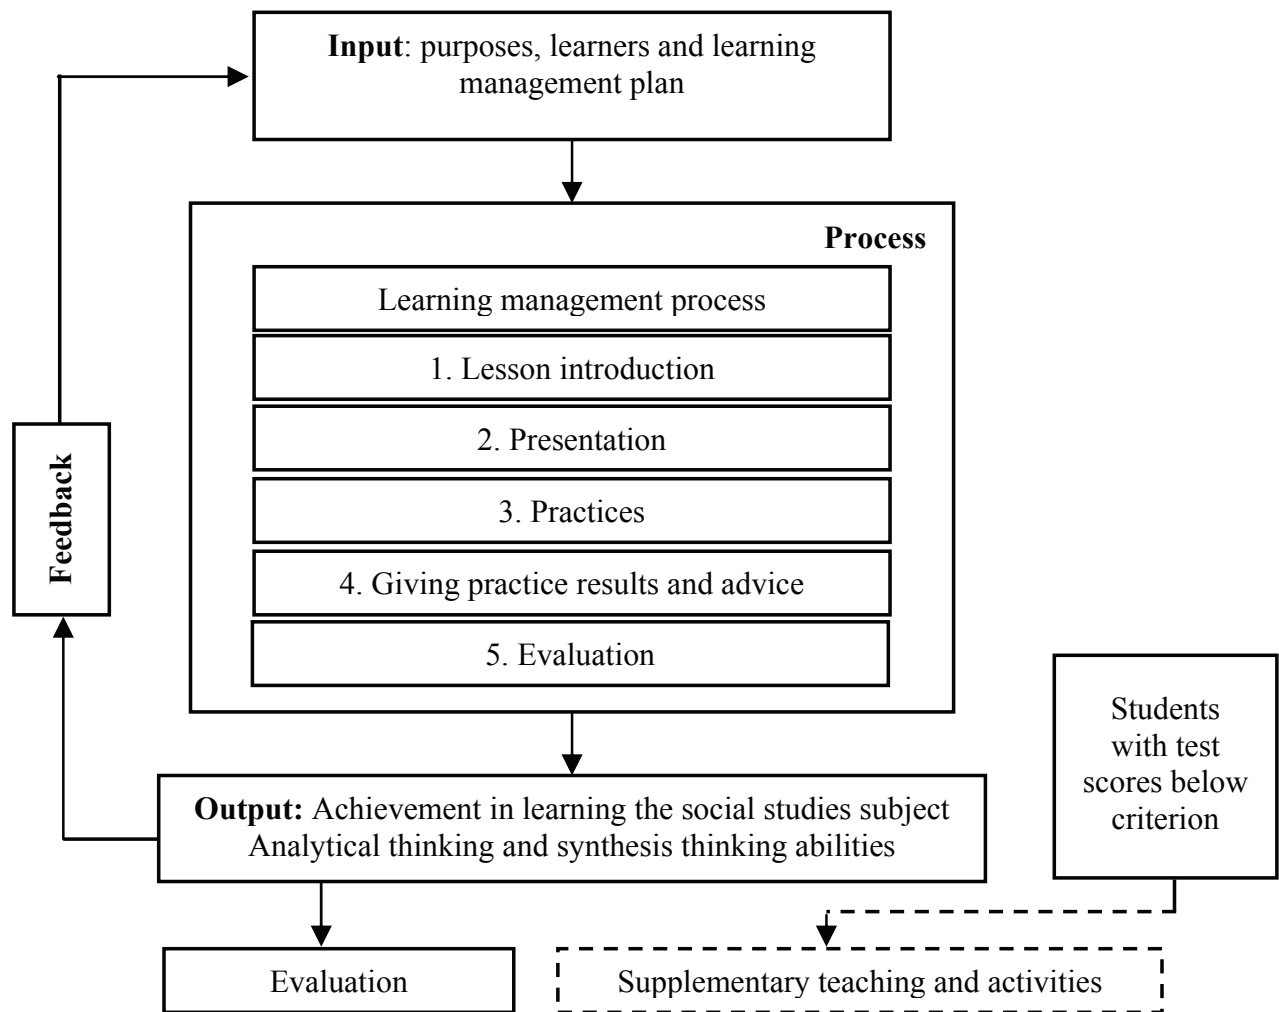 Input: purposes, learners and learning
management plan
Process
Learning management process
1. Lesson introduction
2. Presentation
3. Practices
4. Giving practice results and advice
5. Evaluation
Feedback
Output: Achievement in learning the social studies subject
Analytical thinking and synthesis thinking abilities
Students
with test
scores below
criterion
Evaluation
Supplementary teaching and activities